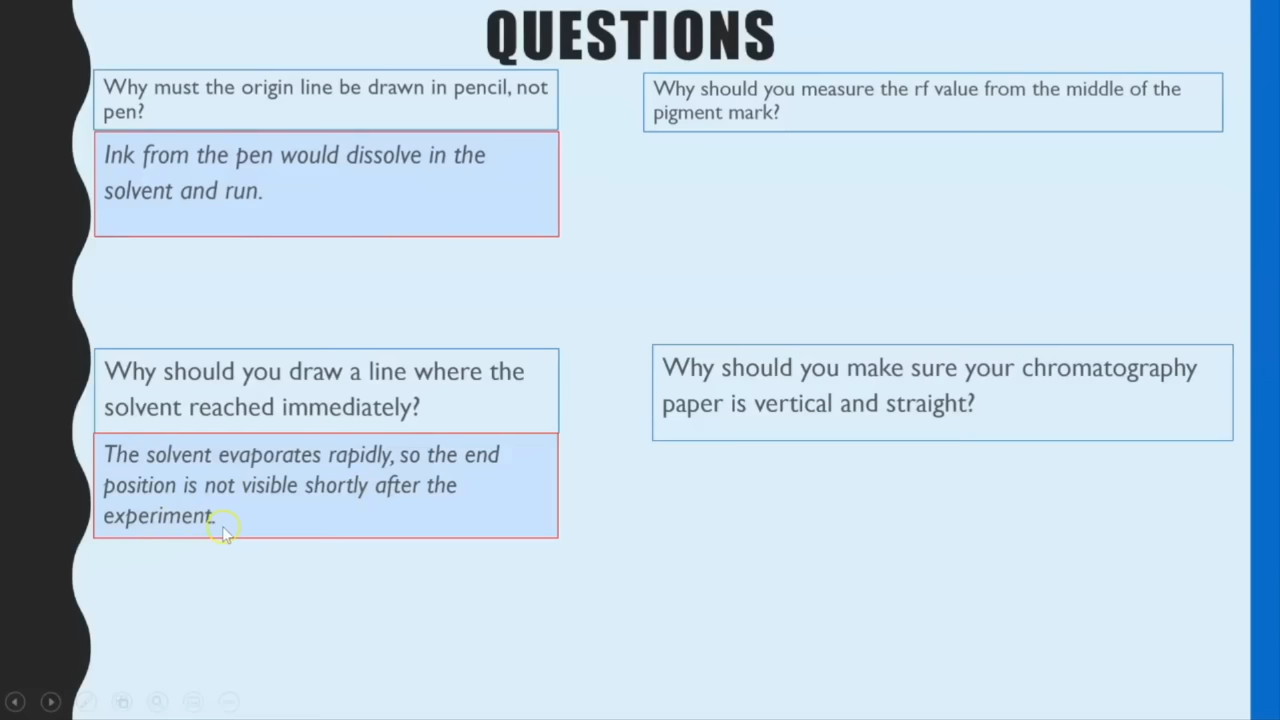 QUESTIONS
Why must the origin line be drawn in pencil, not
pen?
Ink from the pen would dissolve in the
solvent and run.
Why should you measure the rf value from the middle of the
pigment mark?
Why should you draw a line where the
solvent reached immediately?
The solvent evaporates rapidly, so the end
position is not visible shortly after the
experiment.
Why should you make sure your chromatography
paper is vertical and straight?